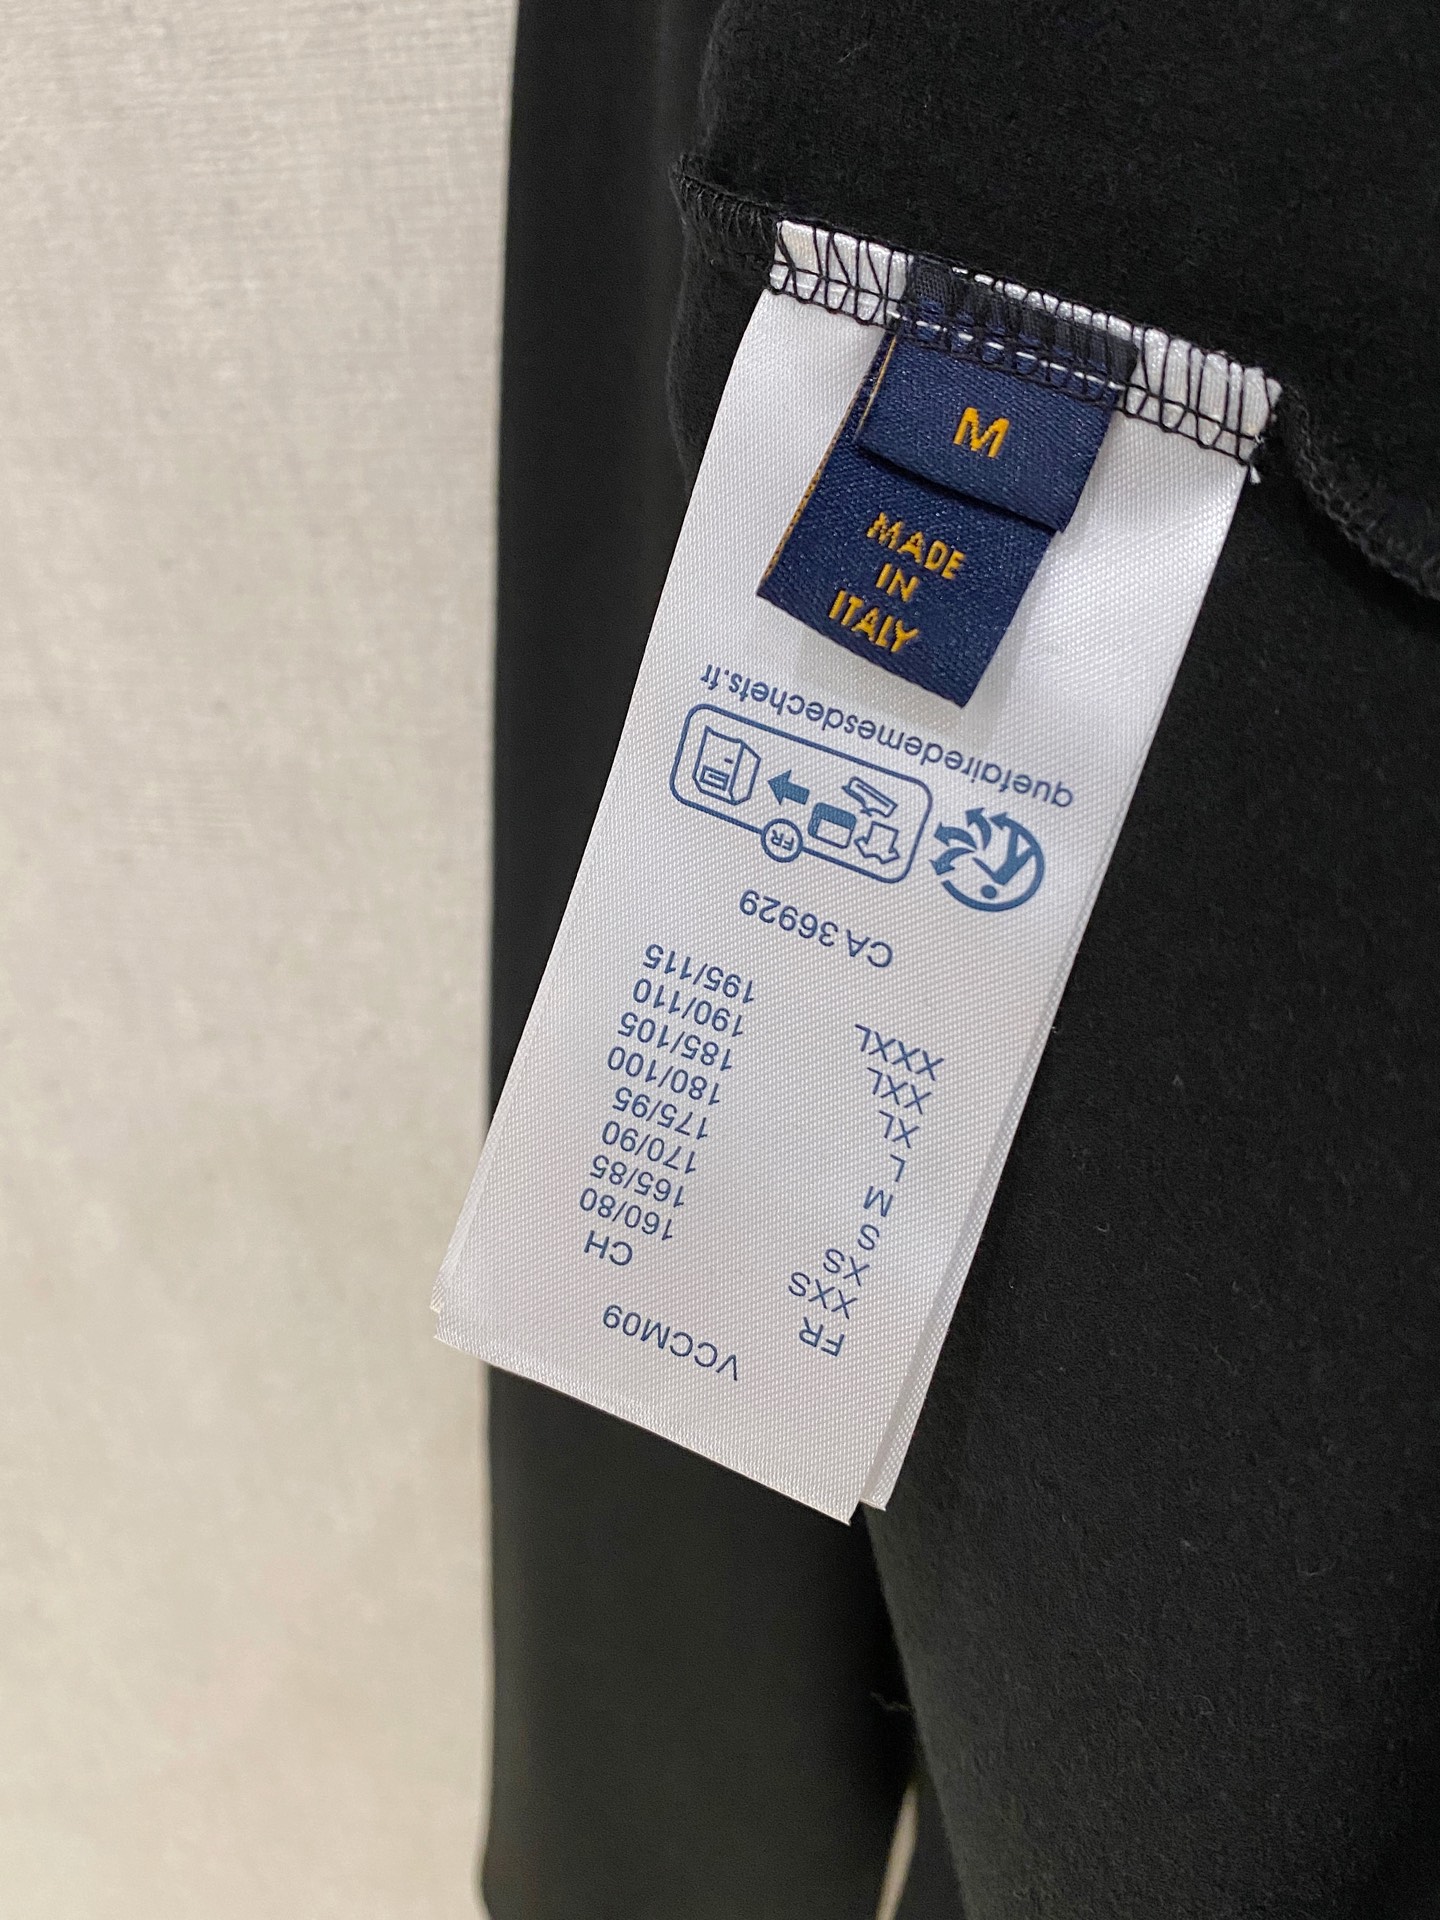 M
MADE
IN
ITALY
VCCM09
FR CH
XXS 160/80
XS 165/85
S 170/90
M 175/95
L 180/100
XL 185/105
XXL 190/110
XXXL 195/115
CA 36929
FR
quefairedemesdechets.fr